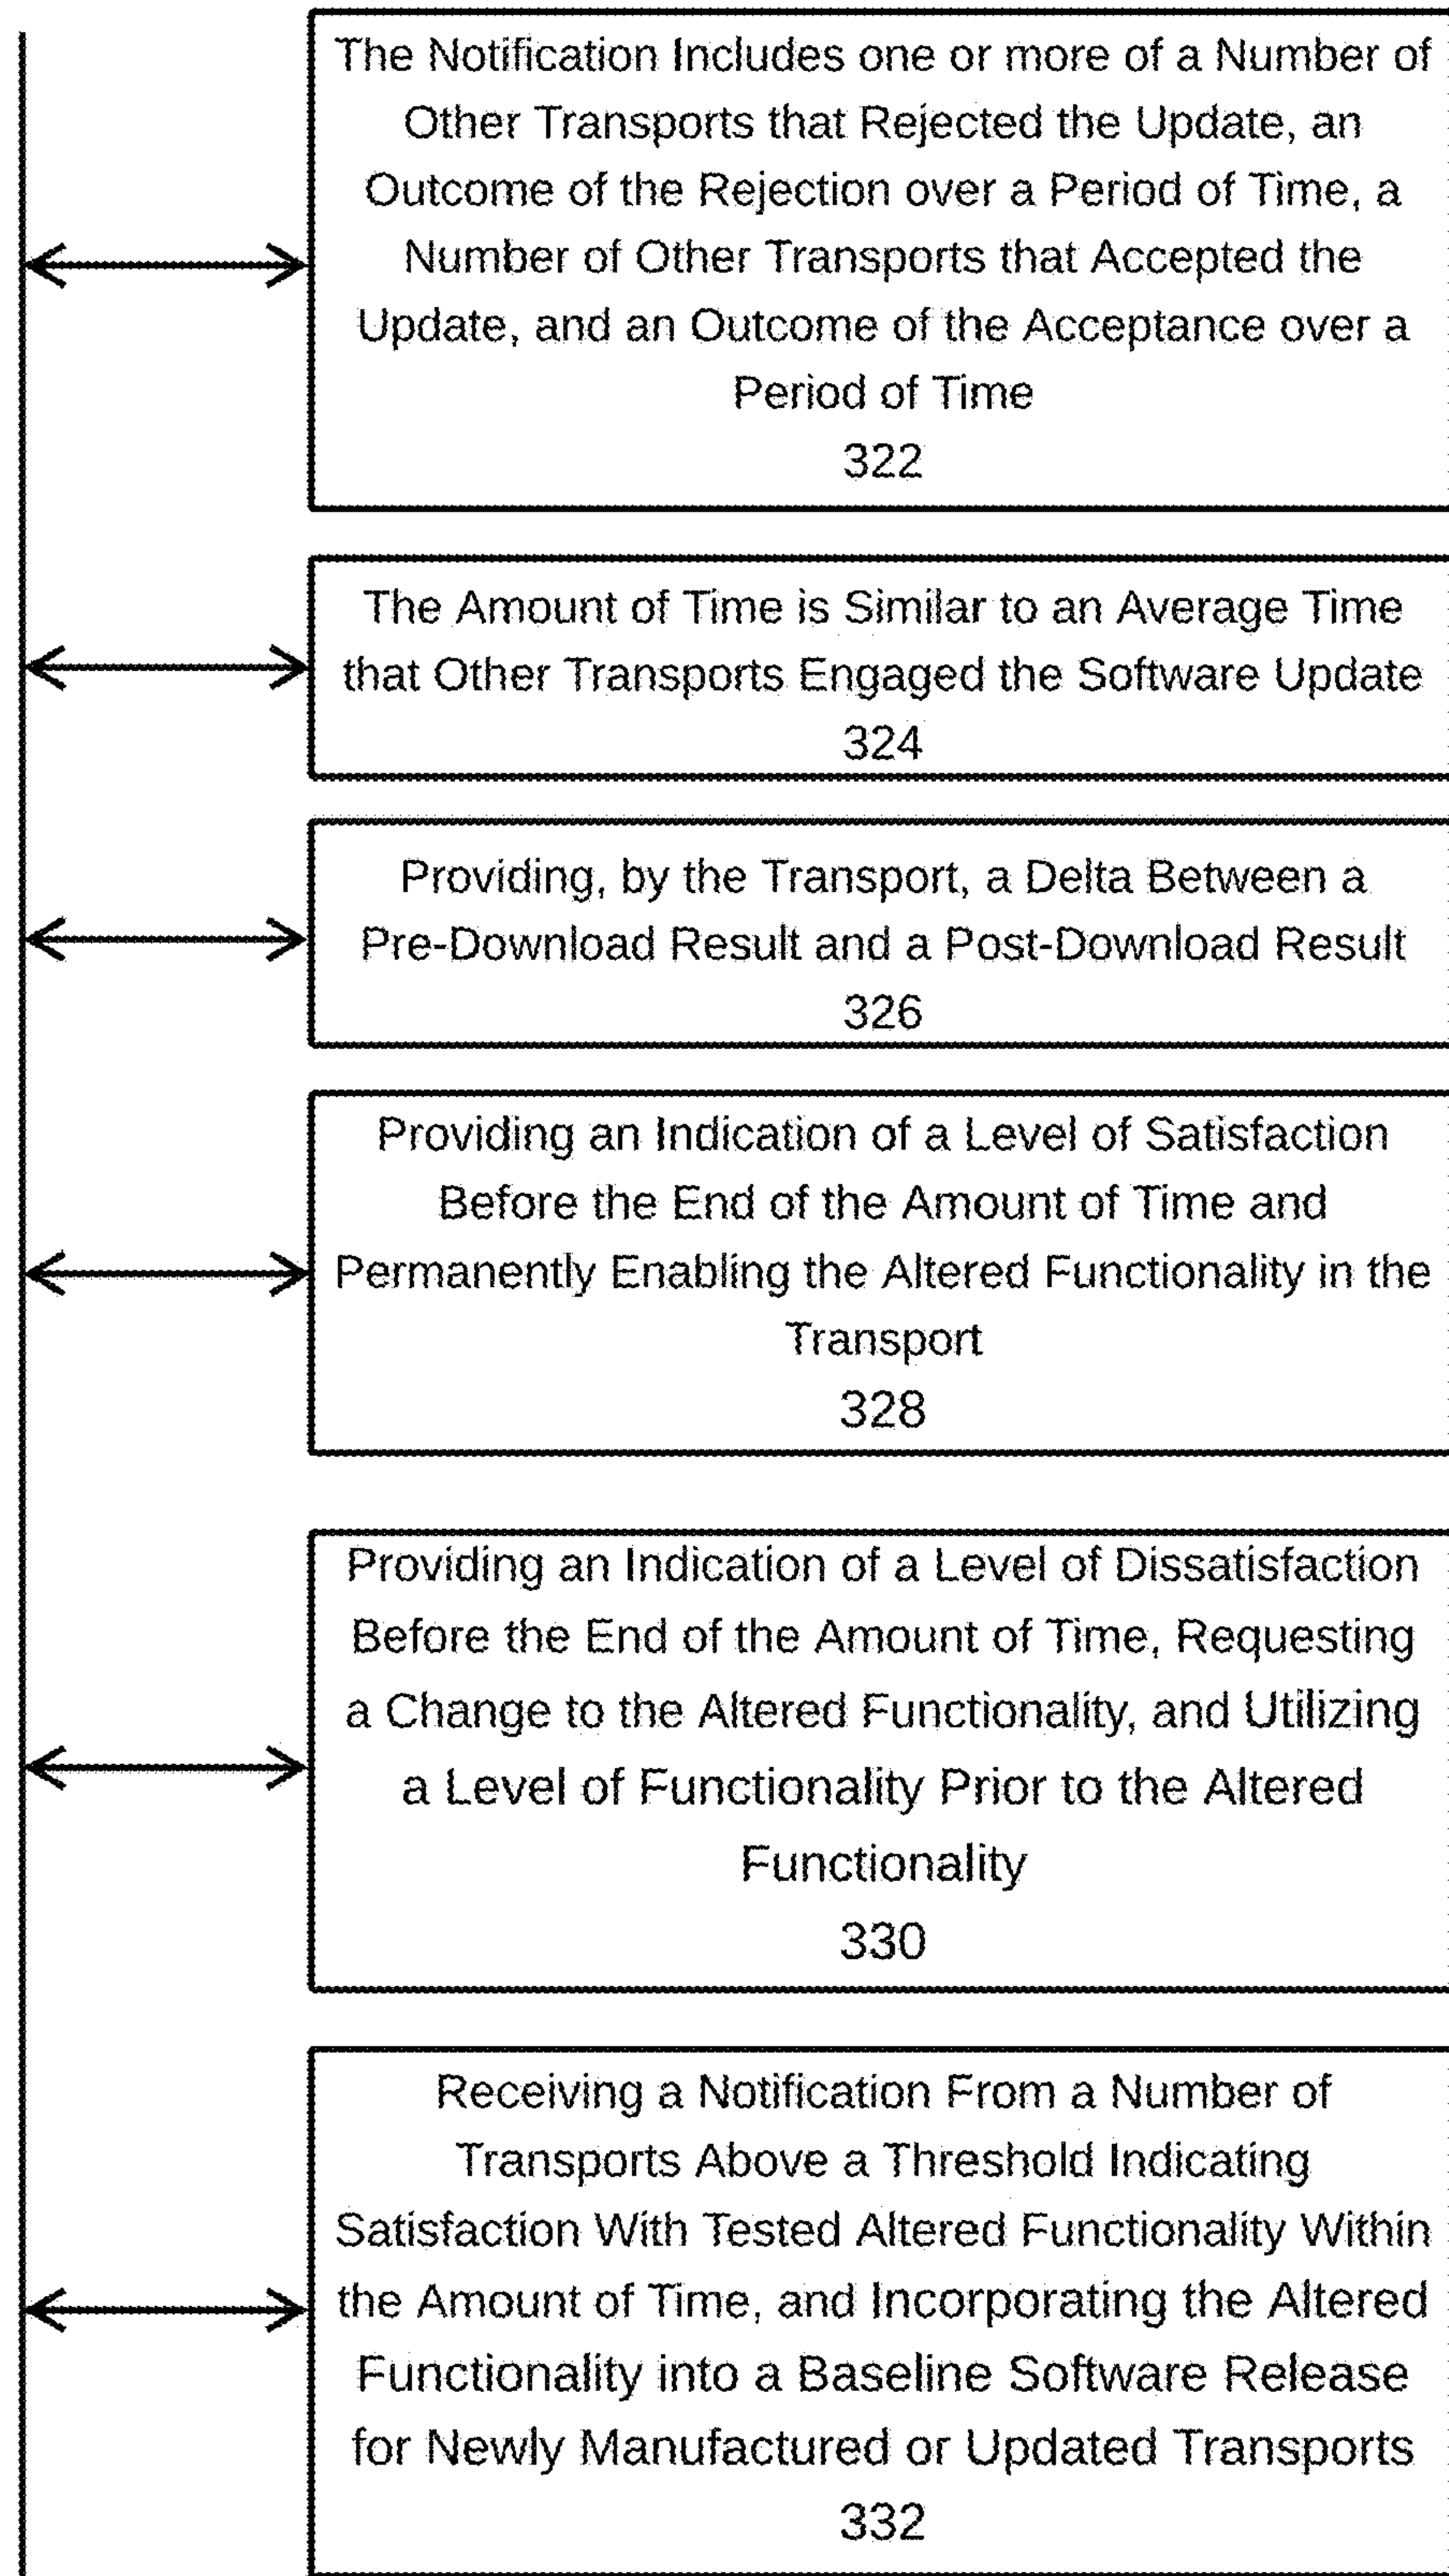 The Notification Includes one or more of a Number of
Other Transports that Rejected the Update, an
Outcome of the Rejection over a Period of Time, a
Number of Other Transports that Accepted the
Update, and an Outcome of the Acceptance over a
Period of Time
322
The Amount of Time is Similar to an Average Time
that Other Transports Engaged the Software Update
324
Providing, by the Transport, a Delta Between a
Pre-Download Result and a Post-Download Result
326
Providing an Indication of a Level of Satisfaction
Before the End of the Amount of Time and
Permanently Enabling the Altered Functionality in the
Transport
328
Providing an Indication of a Level of Dissatisfaction
Before the End of the Amount of Time, Requesting
a Change to the Altered Functionality, and Utilizing
a Level of Functionality Prior to the Altered
Functionality
330
Receiving a Notification From a Number of
Transports Above a Threshold Indicating
Satisfaction With Tested Altered Functionality Within
the Amount of Time, and Incorporating the Altered
Functionality into a Baseline Software Release
for Newly Manufactured or Updated Transports
332